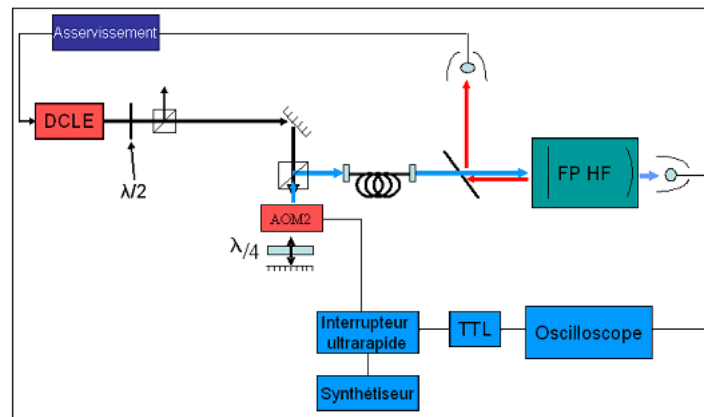 Asservissement
DCLE
λ/2
FP HF
AOM2
λ/4
Interrupteur
ultrarapide
TTL
Oscilloscope
Synthétiseur